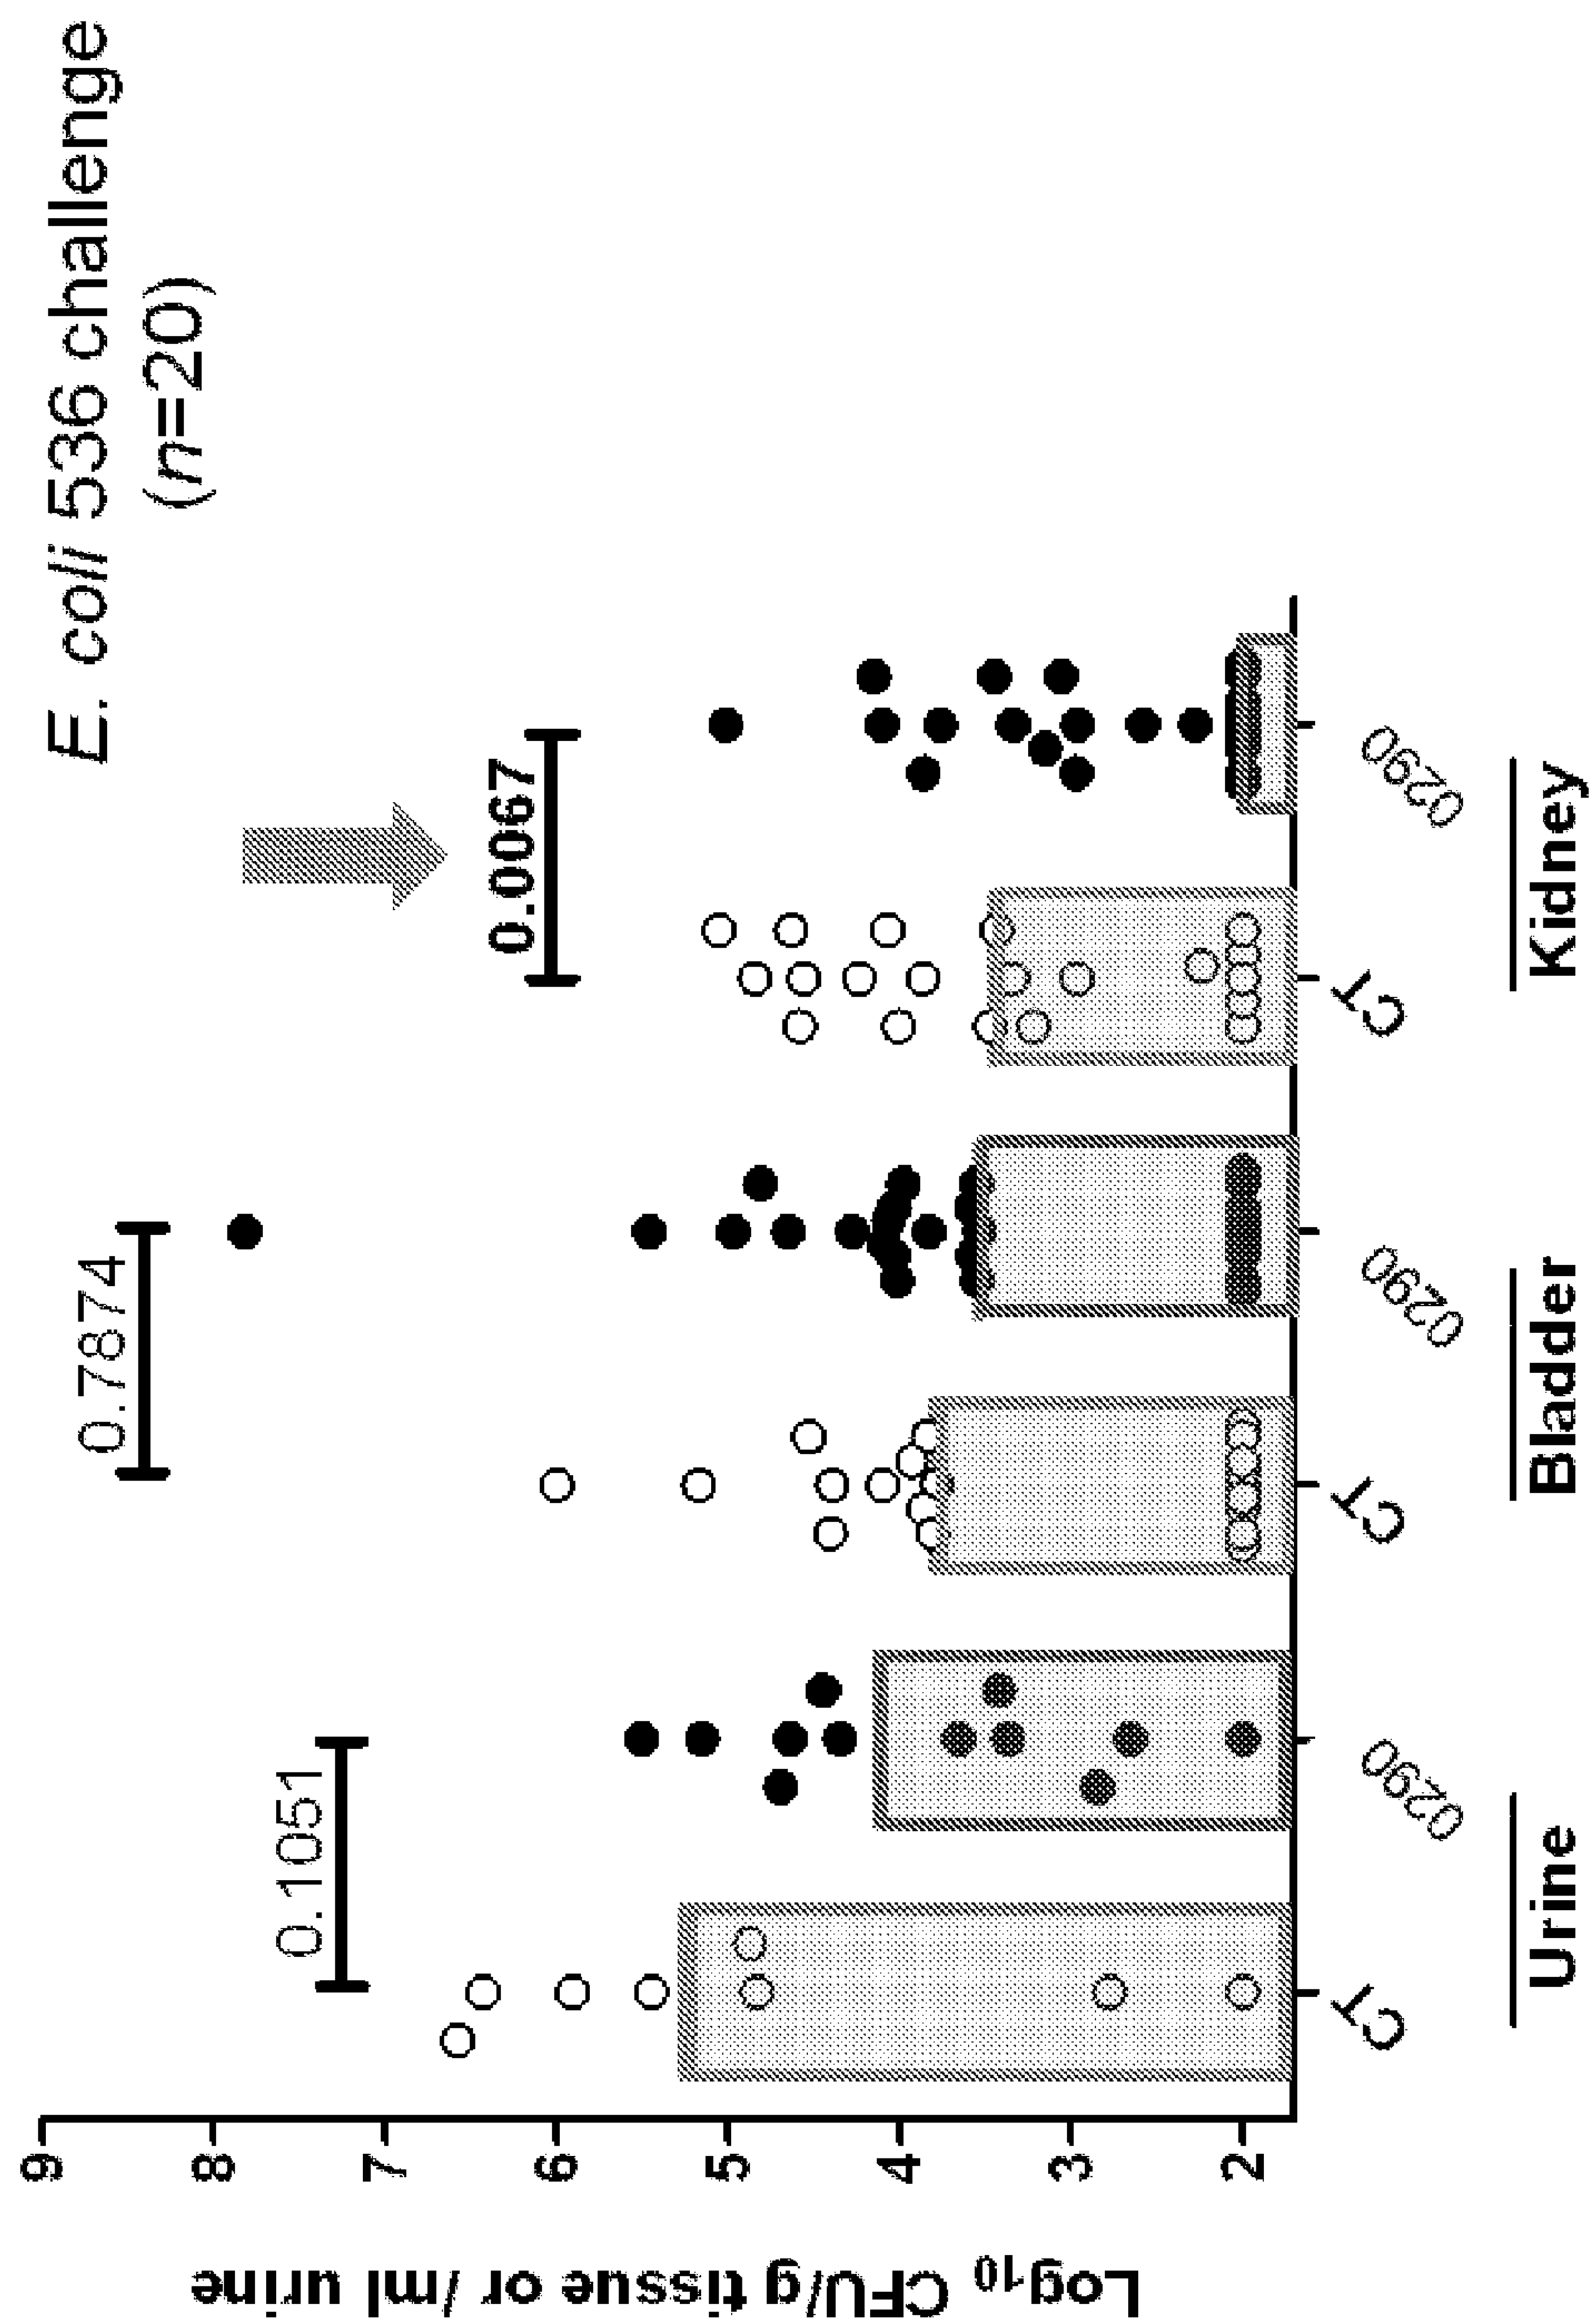 E. coli 536 challenge
(n=20)
0.1051
0.7874
0.0067
Log10 CFU/g tissue or /ml urine
9
8
7
6
5
4
3
2
CT
0290
CT
0290
CT
0290
Urine
Bladder
Kidney